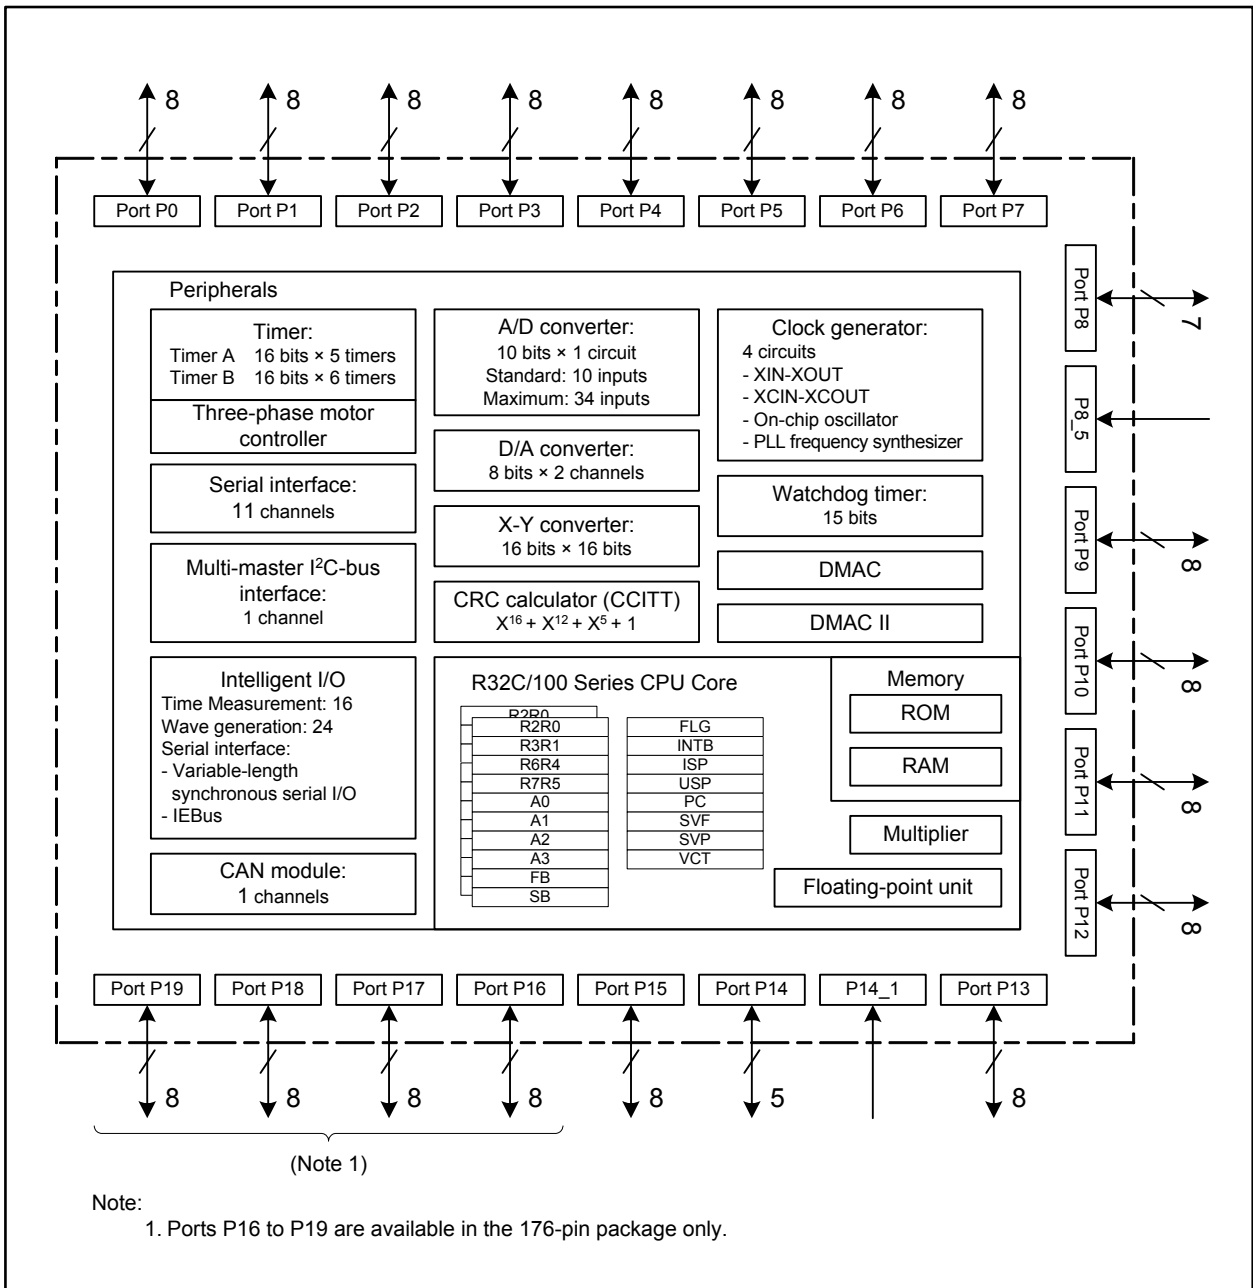 8 8 8 8 8 8 8 8
Port P0 Port P1 Port P2 Port P3 Port P4 Port P5 Port P6 Port P7
Peripherals
Timer:
Timer A 16 bits × 5 timers
Timer B 16 bits × 6 timers
Three-phase motor
controller
Serial interface:
11 channels
Multi-master I²C-bus
interface:
1 channel
Intelligent I/O
Time Measurement: 16
Wave generation: 24
Serial interface:
- Variable-length
synchronous serial I/O
- IEBus
CAN module:
1 channels
A/D converter:
10 bits × 1 circuit
Standard: 10 inputs
Maximum: 34 inputs
D/A converter:
8 bits × 2 channels
X-Y converter:
16 bits × 16 bits
CRC calculator (CCITT)
X¹⁶ + X¹² + X⁵ + 1
Clock generator:
4 circuits
- XIN-XOUT
- XCIN-XCOUT
- On-chip oscillator
- PLL frequency synthesizer
Watchdog timer:
15 bits
DMAC
DMAC II
R32C/100 Series CPU Core
R2R0
R2R0
R3R1
R6R4
R7R5
A0
A1
A2
A3
FB
SB
FLG
INTB
ISP
USP
PC
SVF
SVP
VCT
Memory
ROM
RAM
Multiplier
Floating-point unit
Port P8
7
P8_5
Port P9
8
Port P10
8
Port P11
8
Port P12
8
Port P19 Port P18 Port P17 Port P16 Port P15 Port P14 P14_1 Port P13
8 8 8 8 8 5 8
(Note 1)
Note:
1. Ports P16 to P19 are available in the 176-pin package only.